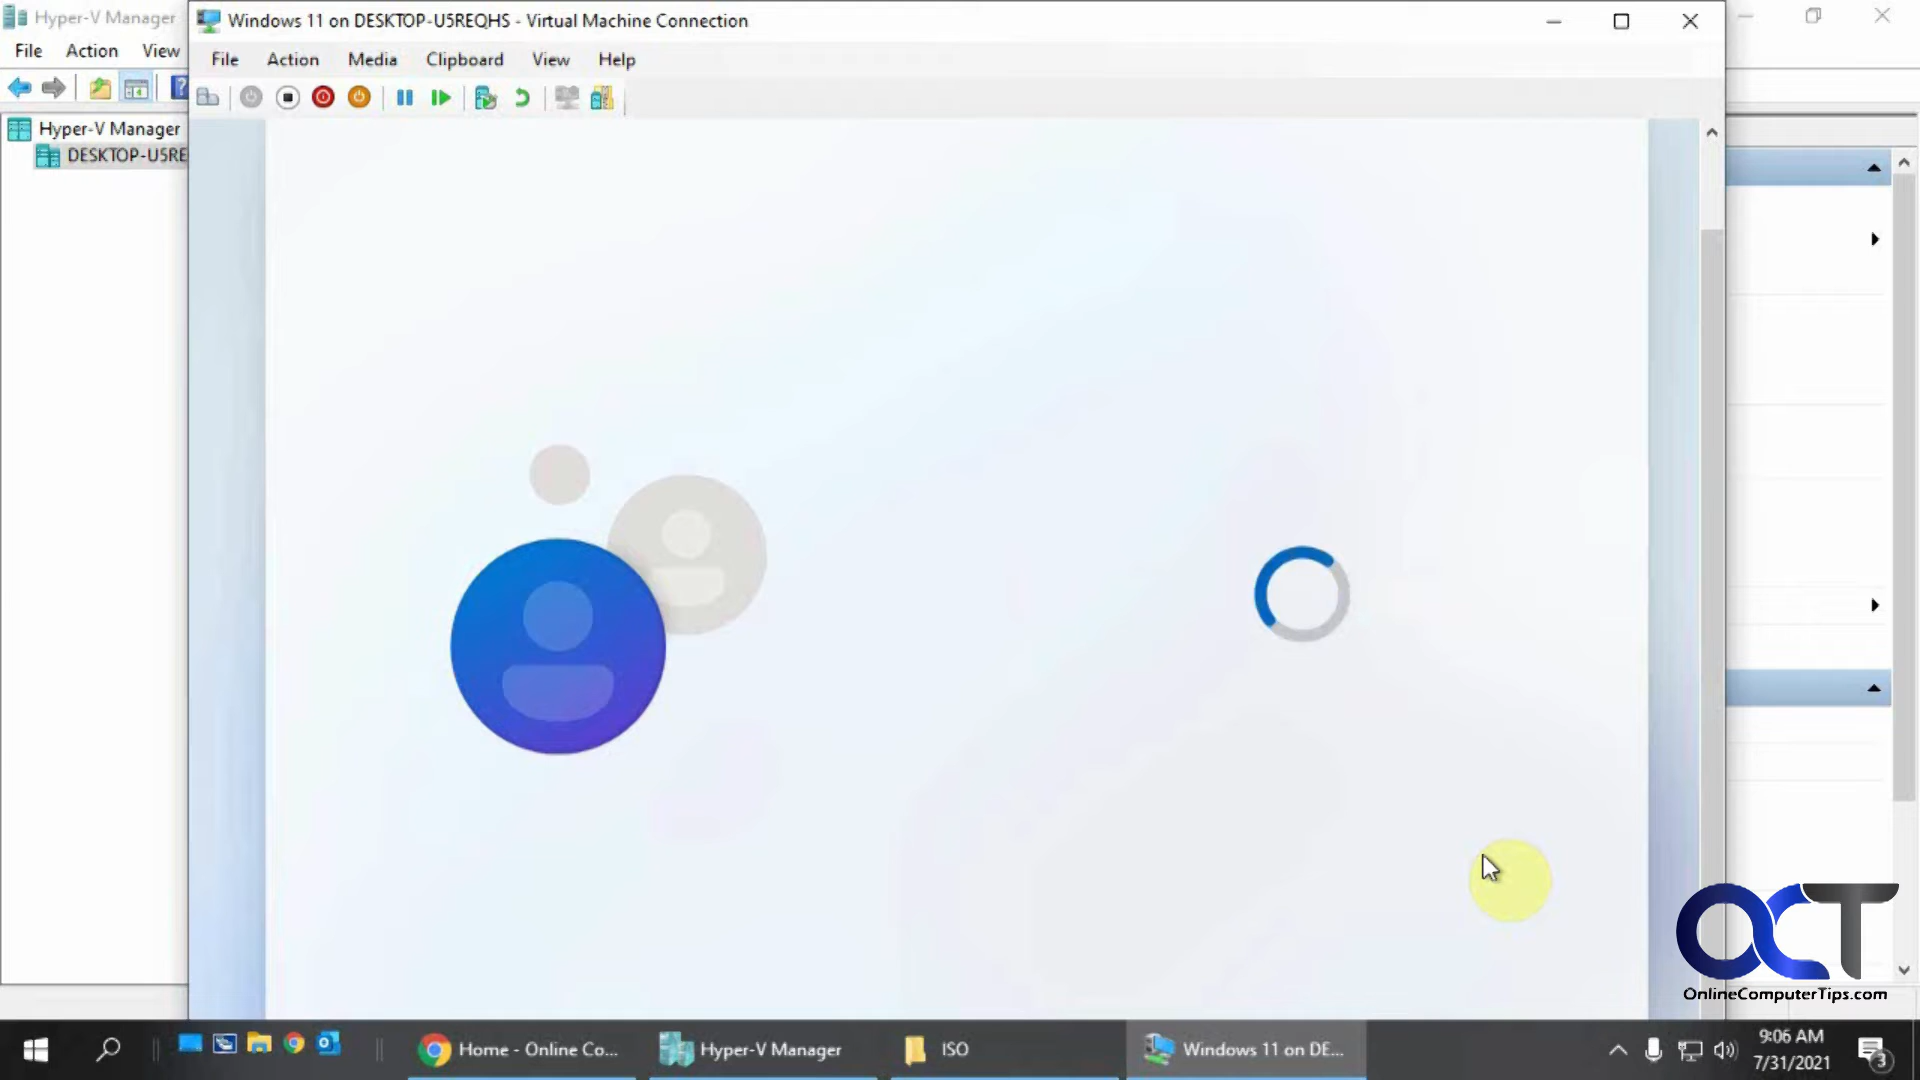 Hyper-V Manager
File Action View
Hyper-V Manager
DESKTOP-U5RE
Windows 11 on DESKTOP-U5REQHS - Virtual Machine Connection
File Action Media Clipboard View Help
OCT
OnlineComputerTips.com
Home - Online Co...
Hyper-V Manager
ISO
Windows 11 on DE...
9:06 AM
7/31/2021
3